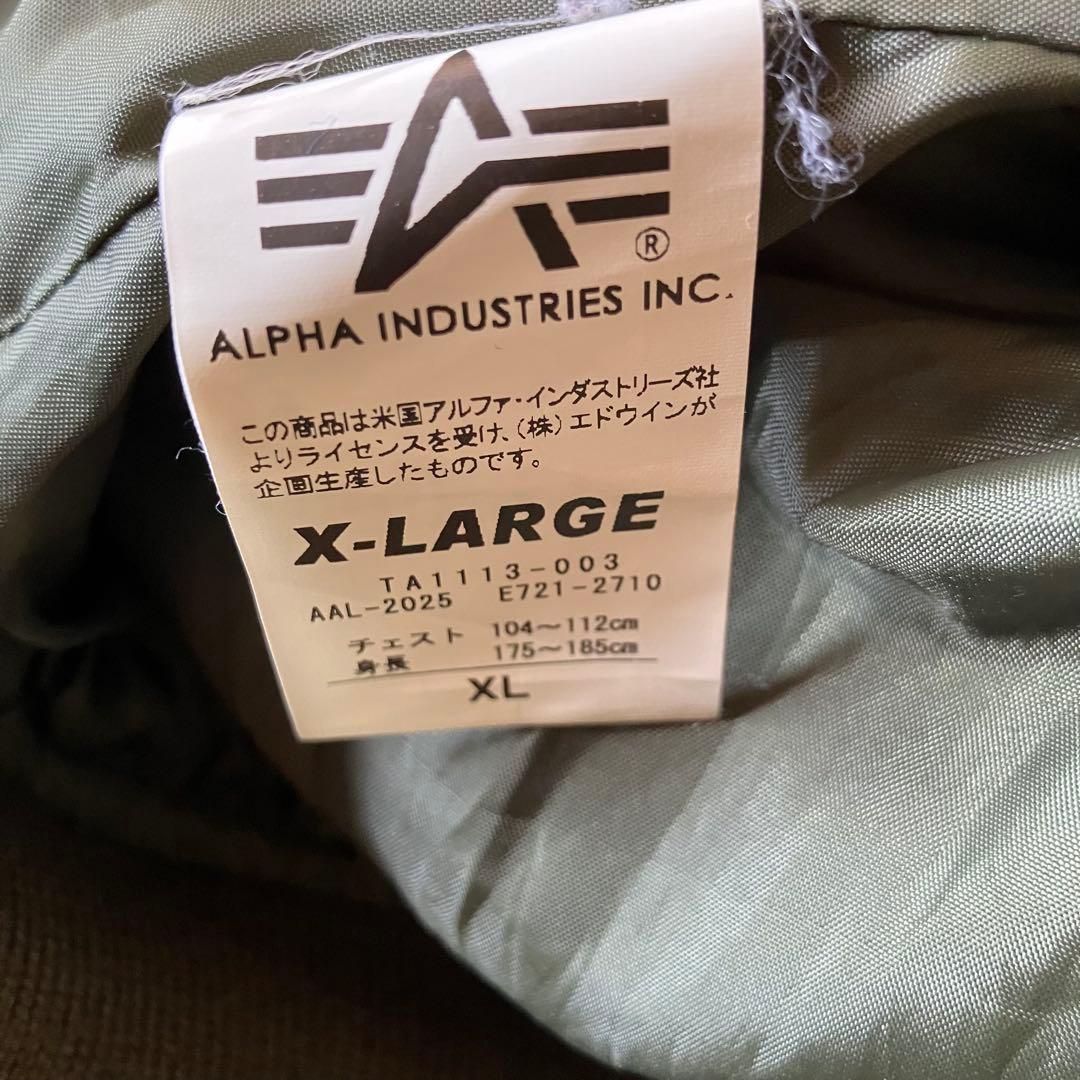 ®
ALPHA INDUSTRIES INC.
この商品は米国アルファ・インダストリーズ社
よりライセンスを受け、(株)エドウインが
企画生産したものです。
X-LARGE
TA1113-003
AAL-2025 E721-2710
チェスト 104～112cm
身長 175～185cm
XL